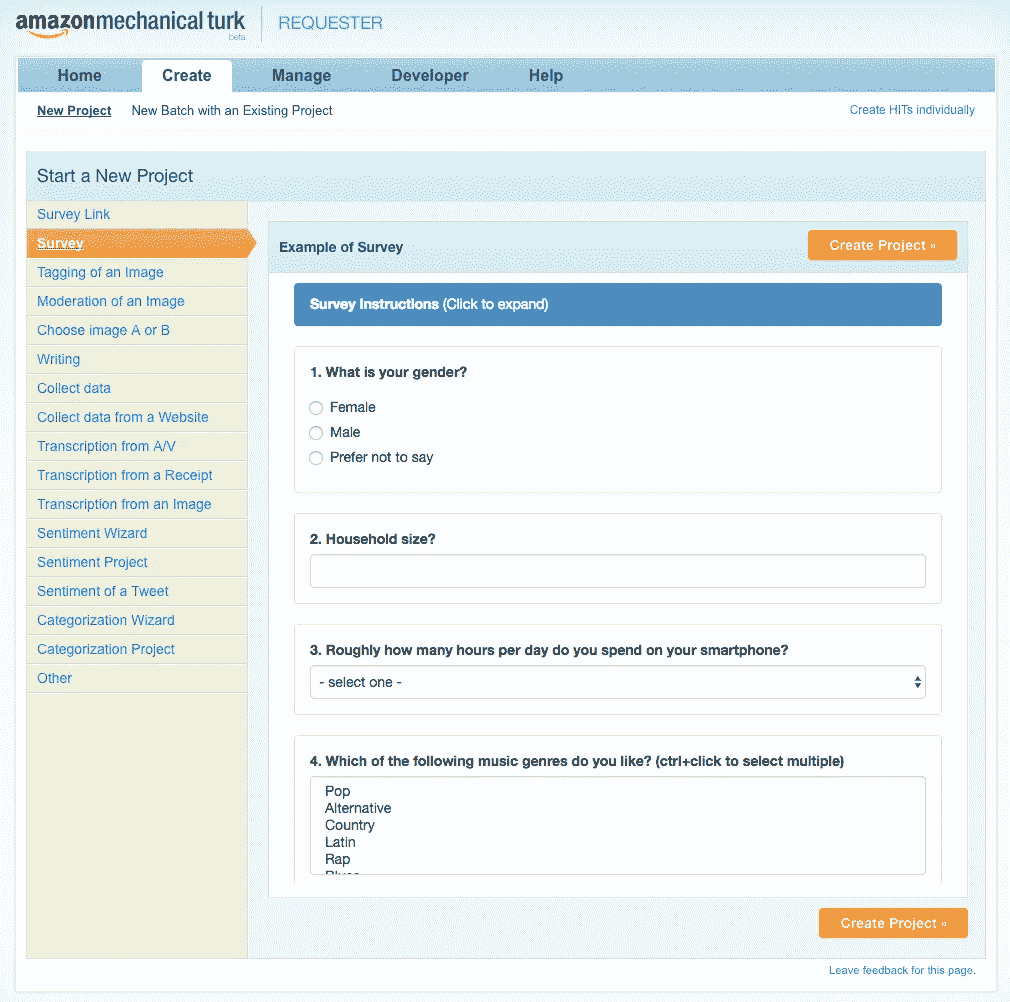 amazonmechanical turk
beta
REQUESTER
Home Create Manage Developer Help
New Project New Batch with an Existing Project Create HITs individually
Start a New Project
Survey Link
Survey
Tagging of an Image
Moderation of an Image
Choose image A or B
Writing
Collect data
Collect data from a Website
Transcription from A/V
Transcription from a Receipt
Transcription from an Image
Sentiment Wizard
Sentiment Project
Sentiment of a Tweet
Categorization Wizard
Categorization Project
Other
Example of Survey
Create Project »
Survey Instructions (Click to expand)
1. What is your gender?
Female
Male
Prefer not to say
2. Household size?
3. Roughly how many hours per day do you spend on your smartphone?
- select one -
4. Which of the following music genres do you like? (ctrl+click to select multiple)
Pop
Alternative
Country
Latin
Rap
Create Project »
Leave feedback for this page.